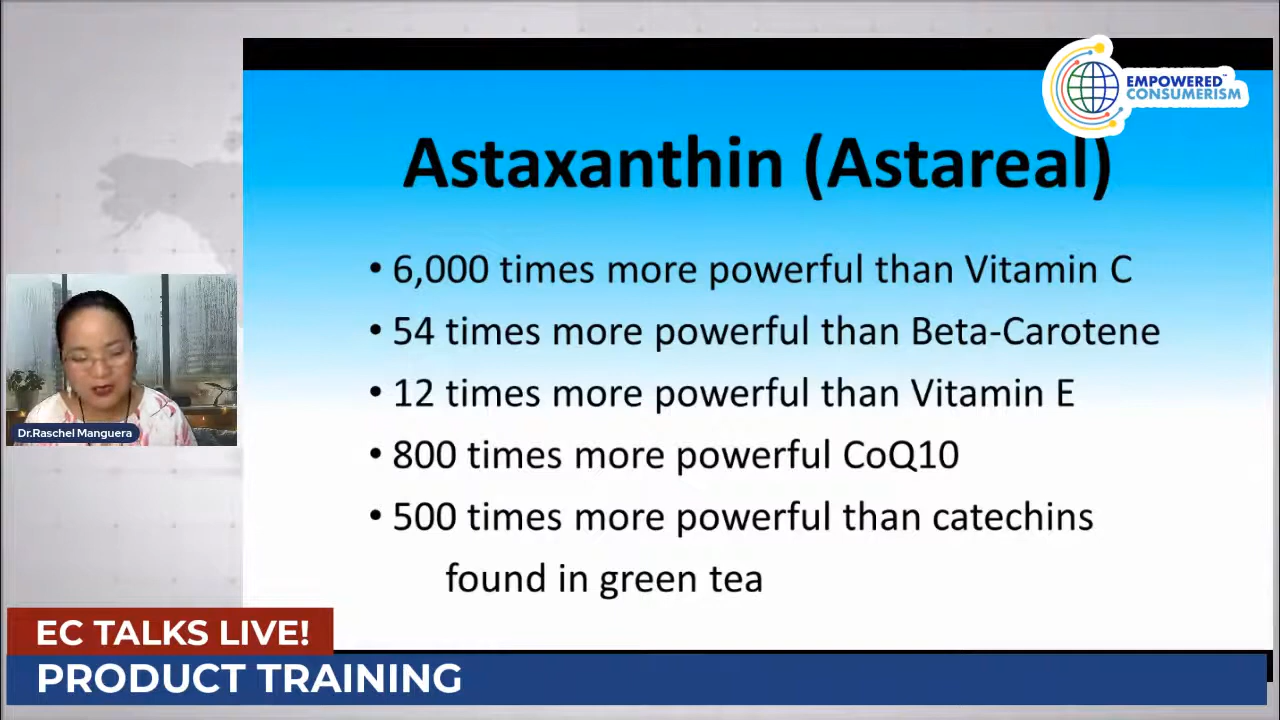 EMPOWERED™
CONSUMERISM
Astaxanthin (Astareal)
• 6,000 times more powerful than Vitamin C
• 54 times more powerful than Beta-Carotene
• 12 times more powerful than Vitamin E
• 800 times more powerful CoQ10
• 500 times more powerful than catechins
found in green tea
Dr.Raschel Manguera
EC TALKS LIVE!
PRODUCT TRAINING